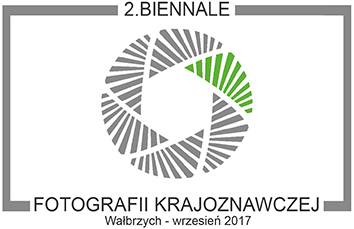 2.BIENNALE
FOTOGRAFII KRAJOZNAWCZEJ
Wałbrzych - wrzesień 2017